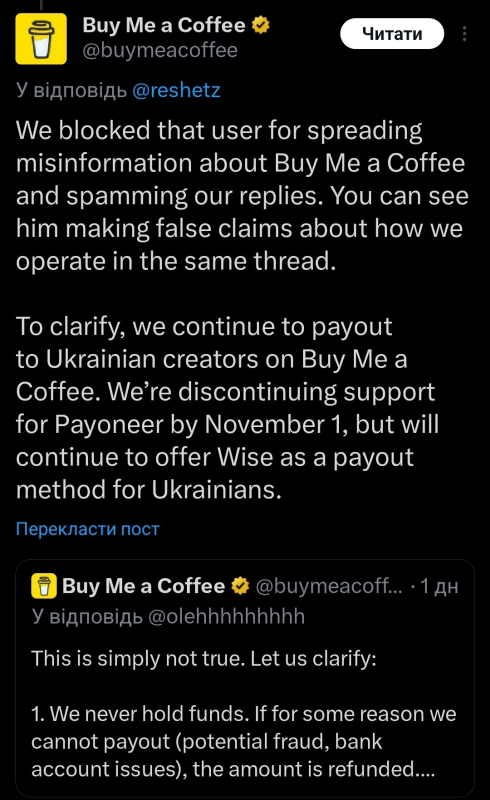 Buy Me a Coffee
@buymeacoffee
Читати
У відповідь @reshetz
We blocked that user for spreading
misinformation about Buy Me a Coffee
and spamming our replies. You can see
him making false claims about how we
operate in the same thread.
To clarify, we continue to payout
to Ukrainian creators on Buy Me a
Coffee. We’re discontinuing support
for Payoneer by November 1, but will
continue to offer Wise as a payout
method for Ukrainians.
Перекласти пост
Buy Me a Coffee @buymeacoff... · 1 дн
У відповідь @olehhhhhhhhh
This is simply not true. Let us clarify:
1. We never hold funds. If for some reason we
cannot payout (potential fraud, bank
account issues), the amount is refunded....